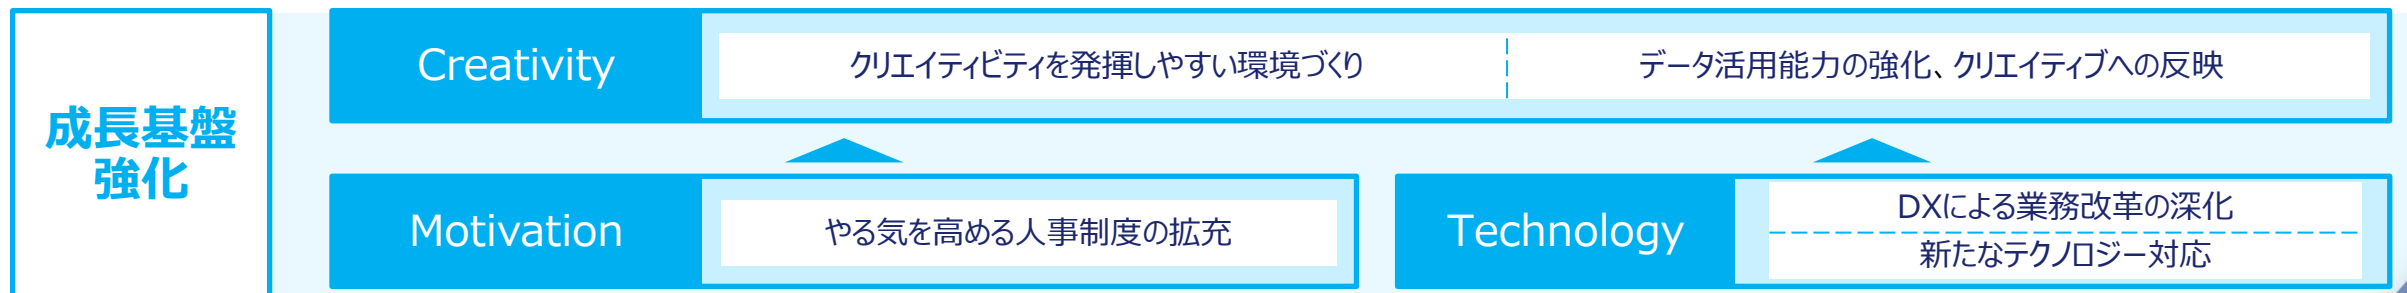 成長基盤
強化
Creativity
クリエイティビティを発揮しやすい環境づくり
データ活用能力の強化、クリエイティブへの反映
Motivation
やる気を高める人事制度の拡充
Technology
DXによる業務改革の深化
新たなテクノロジー対応